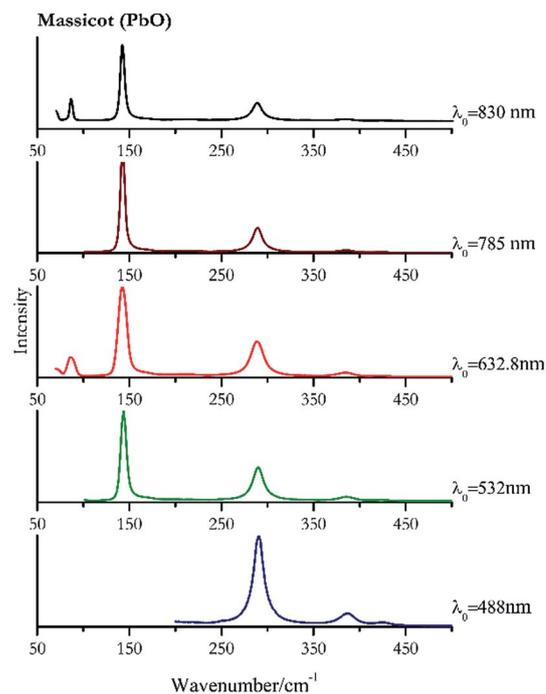 Massicot (PbO)
λ₀=830 nm
50 150 250 350 450
λ₀=785 nm
50 150 250 350 450
Intensity
λ₀=632.8nm
50 150 250 350 450
λ₀=532nm
50 150 250 350 450
λ₀=488nm
50 150 250 350 450
Wavenumber/cm⁻¹